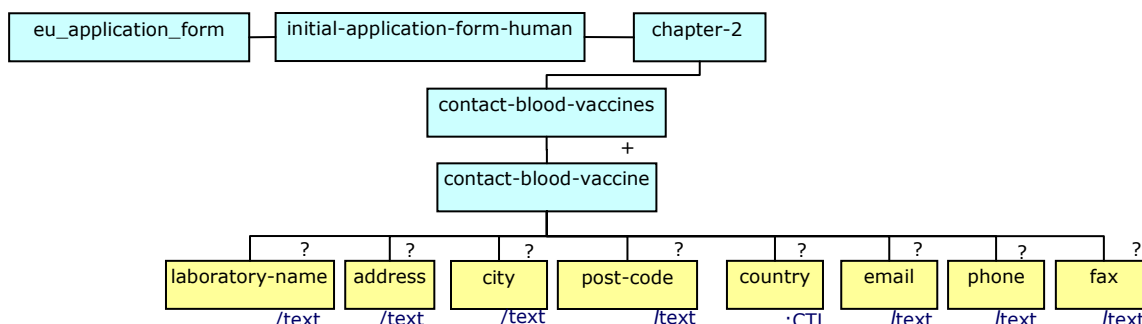 eu_application_form initial-application-form-human chapter-2
contact-blood-vaccines
+
contact-blood-vaccine
? ? ? ? ? ? ? ?
laboratory-name address city post-code country email phone fax
/text /text /text /text :CTL /text /text /text